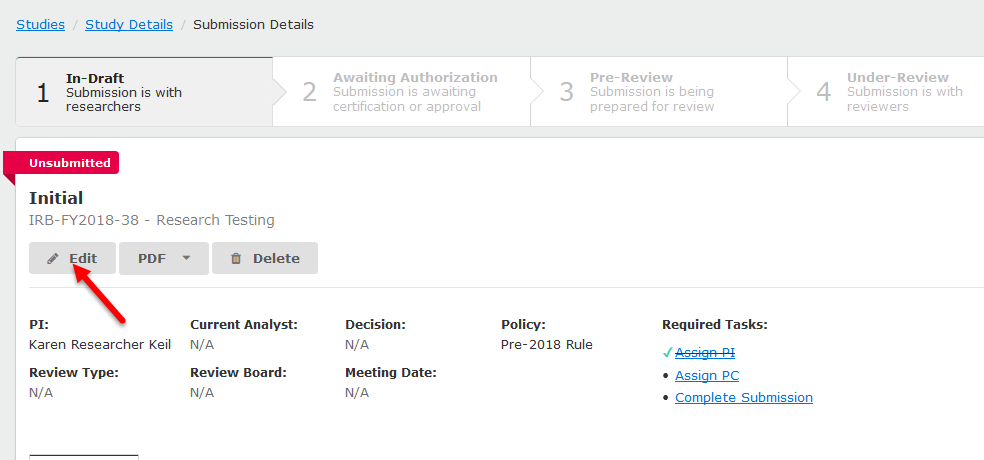 Studies / Study Details / Submission Details
1 In-Draft
Submission is with
researchers
2 Awaiting Authorization
Submission is awaiting
certification or approval
3 Pre-Review
Submission is being
prepared for review
4 Under-Review
Submission is with
reviewers
Unsubmitted
Initial
IRB-FY2018-38 - Research Testing
Edit PDF Delete
PI: Current Analyst: Decision: Policy: Required Tasks:
Karen Researcher Keil N/A N/A Pre-2018 Rule
Assign PI
Review Type: Review Board: Meeting Date:
N/A N/A N/A
• Assign PC
• Complete Submission